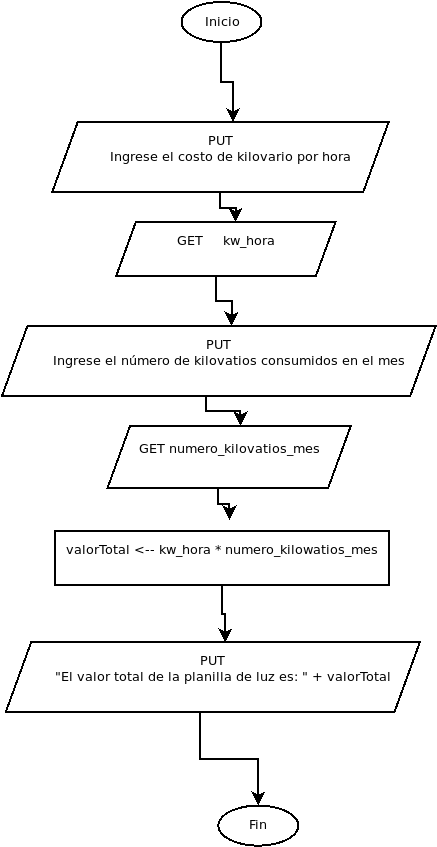 Inicio
PUT
Ingrese el costo de kilovario por hora
GET kw_hora
PUT
Ingrese el número de kilovatios consumidos en el mes
GET numero_kilovatios_mes
valorTotal <-- kw_hora * numero_kilowatios_mes
PUT
"El valor total de la planilla de luz es: " + valorTotal
Fin